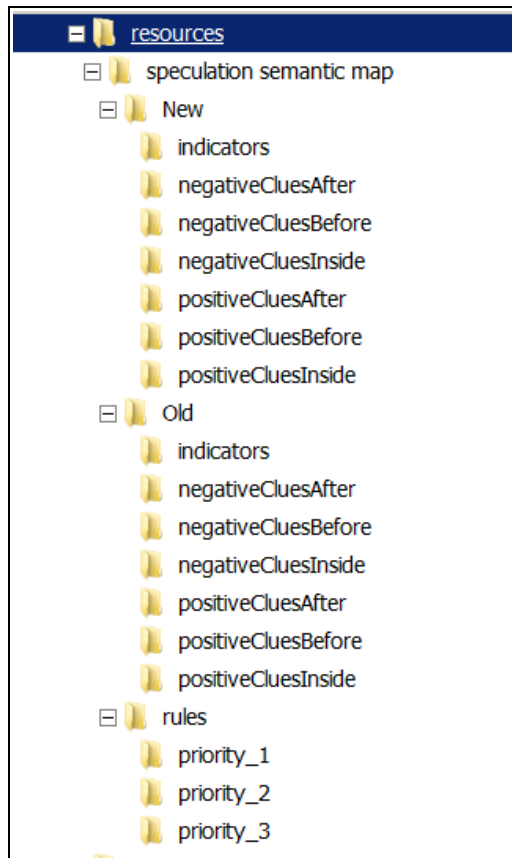 resources
speculation semantic map
New
indicators
negativeCluesAfter
negativeCluesBefore
negativeCluesInside
positiveCluesAfter
positiveCluesBefore
positiveCluesInside
Old
indicators
negativeCluesAfter
negativeCluesBefore
negativeCluesInside
positiveCluesAfter
positiveCluesBefore
positiveCluesInside
rules
priority_1
priority_2
priority_3